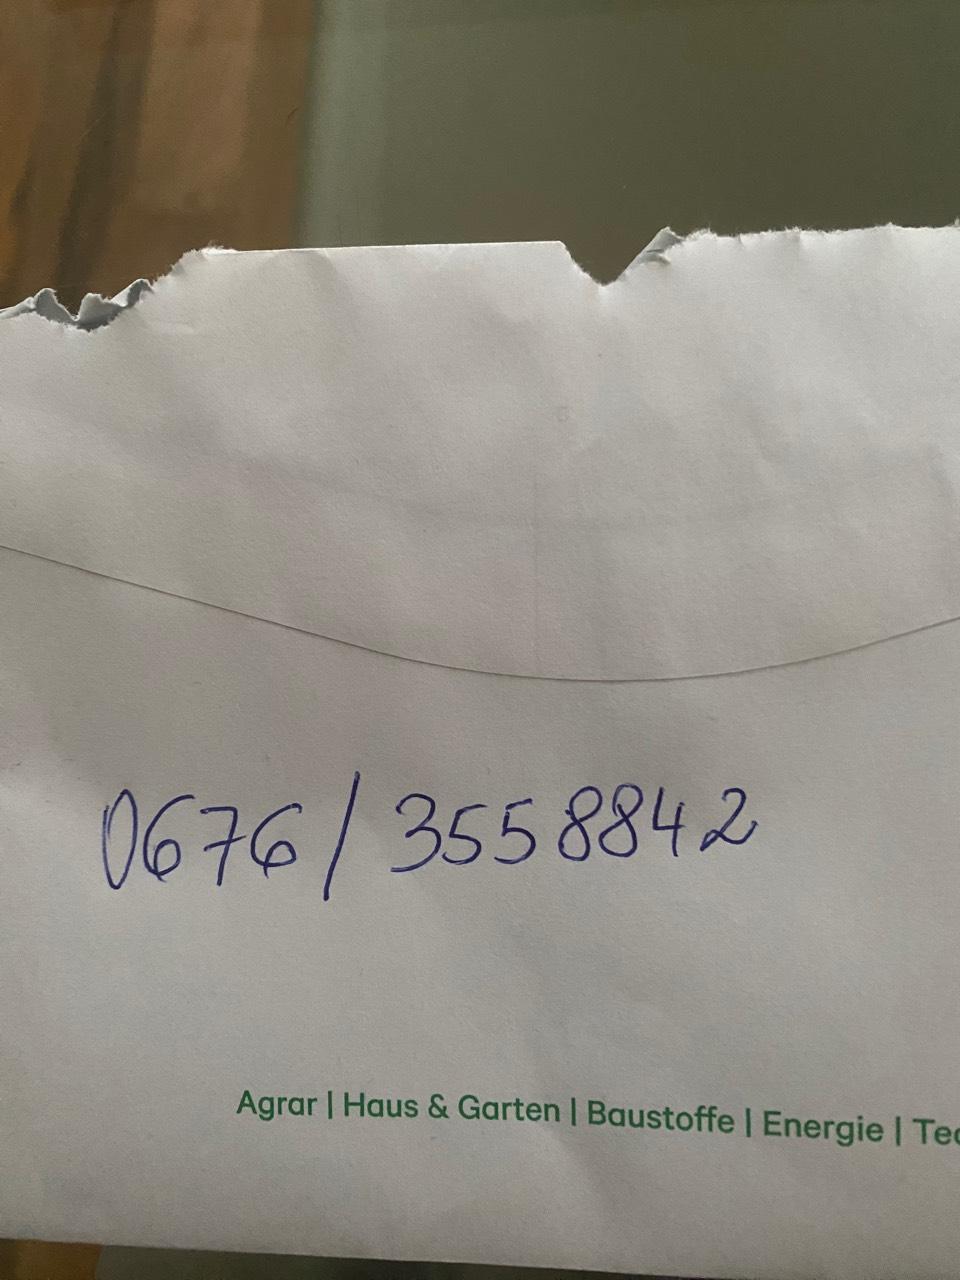 0676/3558842
Agrar | Haus & Garten | Baustoffe | Energie |